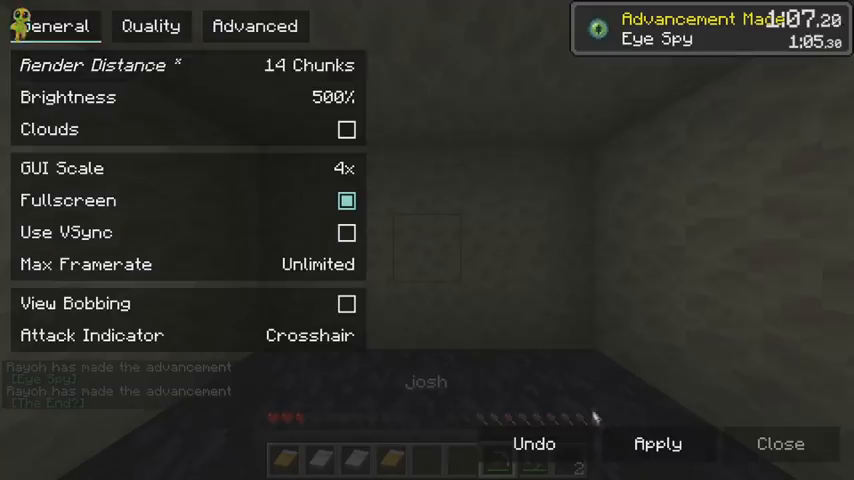 General Quality Advanced
Advancement Made
1:07.20
Eye Spy
1:05.30
Render Distance * 14 Chunks
Brightness 500%
Clouds
GUI Scale 4x
Fullscreen
Use VSync
Max Framerate Unlimited
View Bobbing
Attack Indicator Crosshair
Rayoh has made the advancement
[Eye Spy]
Rayoh has made the advancement
[The End?]
josh
Undo Apply Close
2